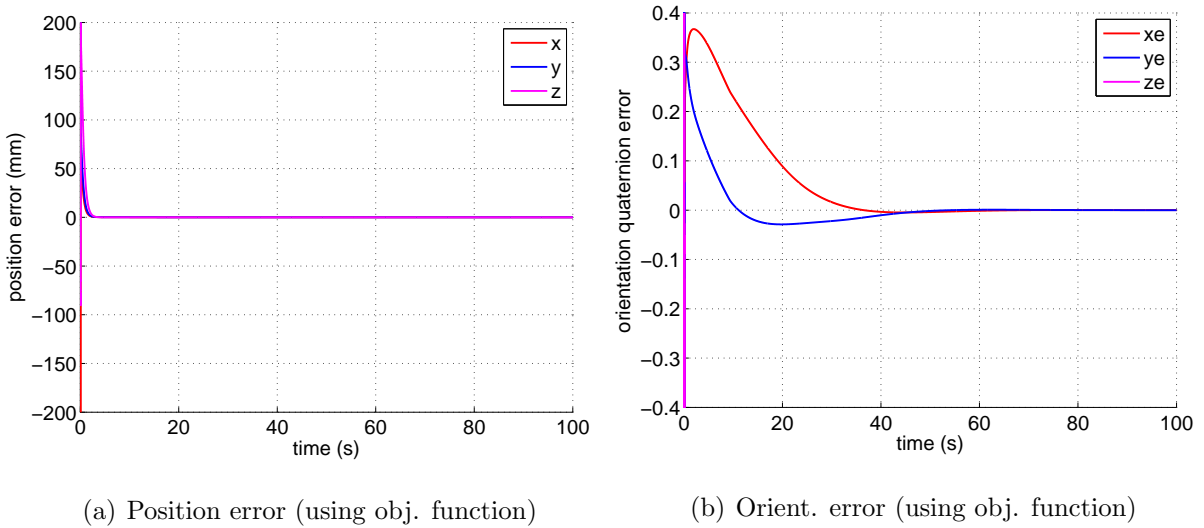 200
150
100
50
0
−50
−100
−150
−200
position error (mm)
0 20 40 60 80 100
time (s)
x
y
z
(a) Position error (using obj. function)
0.4
0.3
0.2
0.1
0
−0.1
−0.2
−0.3
−0.4
orientation quaternion error
0 20 40 60 80 100
time (s)
xe
ye
ze
(b) Orient. error (using obj. function)